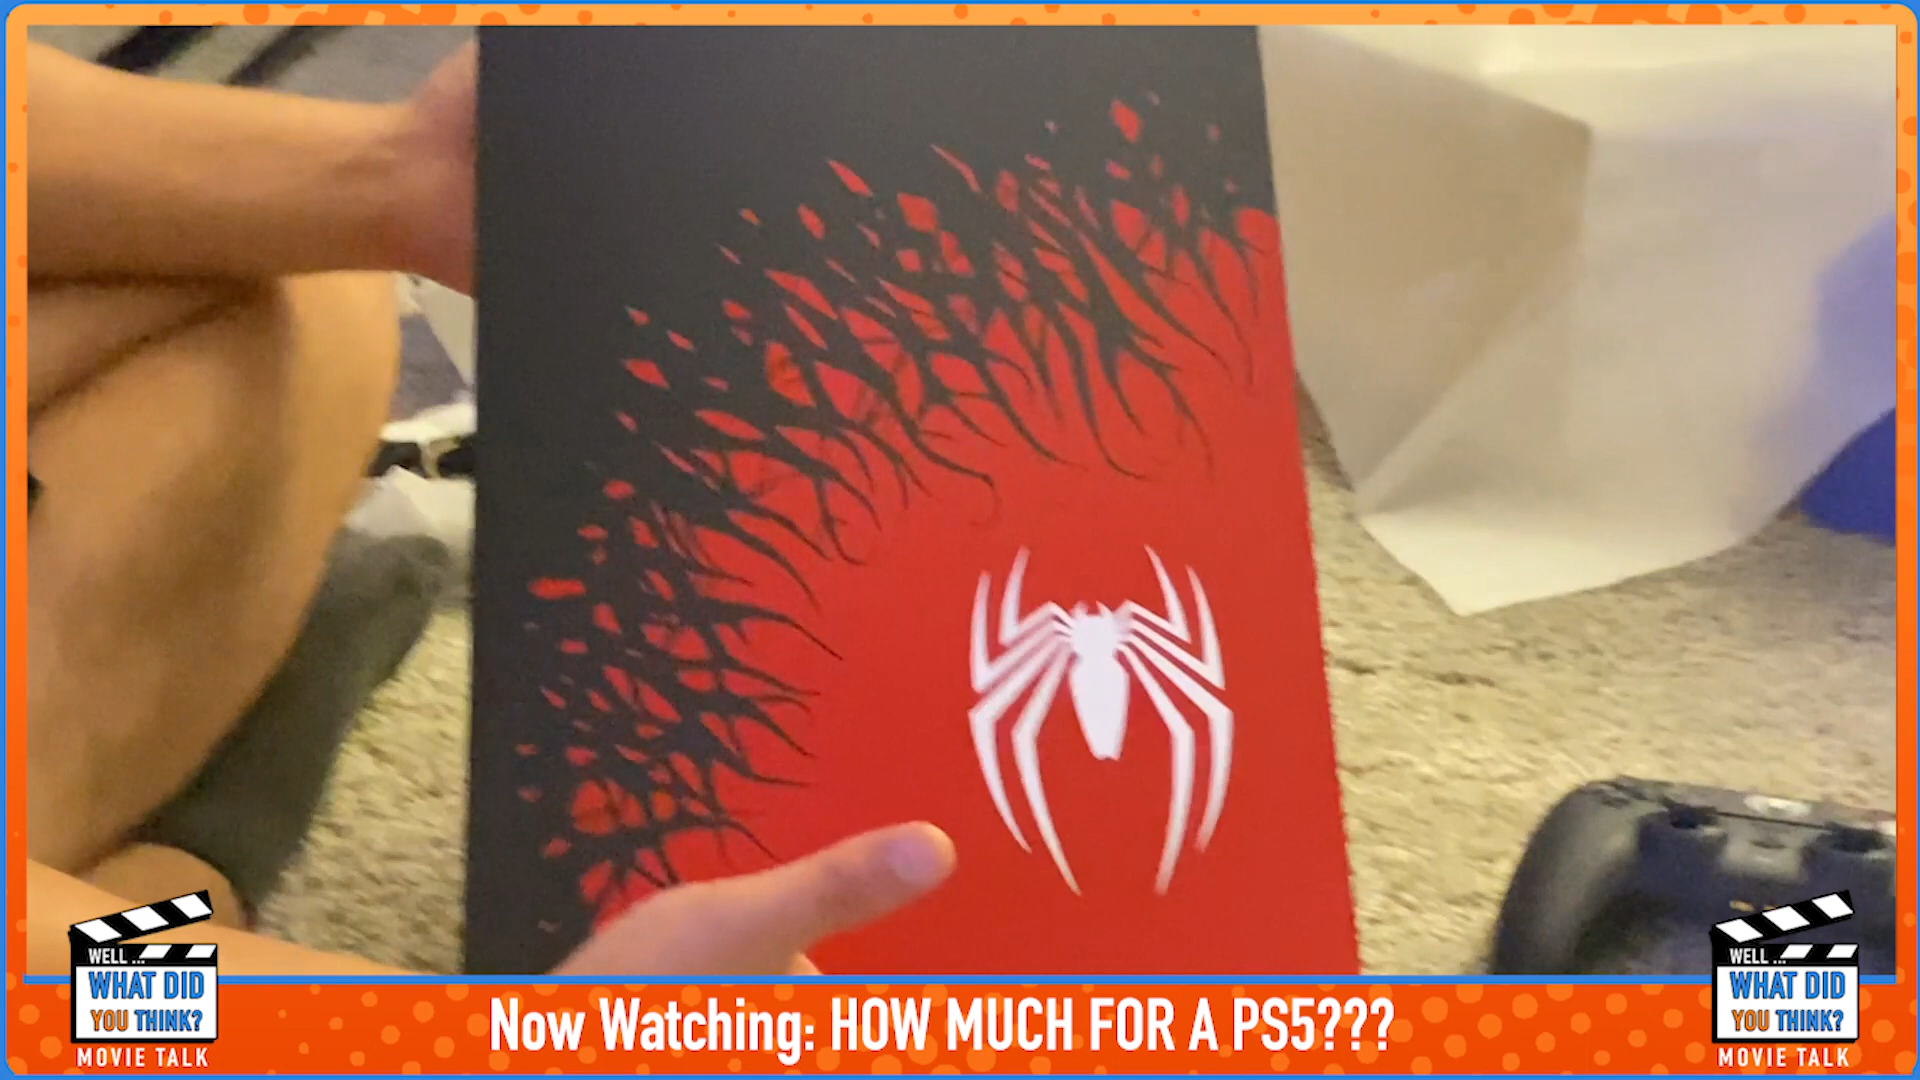 WELL ...
WHAT DID
YOU THINK?
MOVIE TALK
Now Watching: HOW MUCH FOR A PS5???
WELL ...
WHAT DID
YOU THINK?
MOVIE TALK